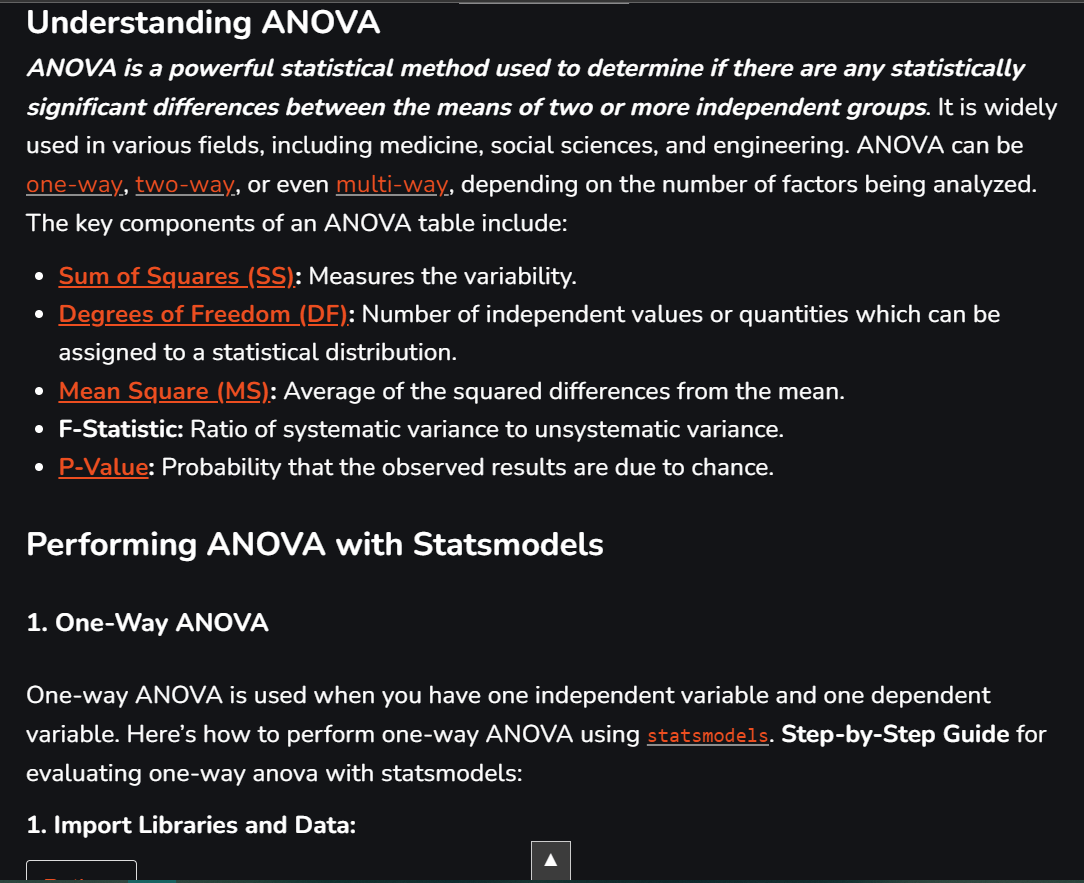 Understanding ANOVA
ANOVA is a powerful statistical method used to determine if there are any statistically
significant differences between the means of two or more independent groups. It is widely
used in various fields, including medicine, social sciences, and engineering. ANOVA can be
one-way, two-way, or even multi-way, depending on the number of factors being analyzed.
The key components of an ANOVA table include:
• Sum of Squares (SS): Measures the variability.
• Degrees of Freedom (DF): Number of independent values or quantities which can be
assigned to a statistical distribution.
• Mean Square (MS): Average of the squared differences from the mean.
• F-Statistic: Ratio of systematic variance to unsystematic variance.
• P-Value: Probability that the observed results are due to chance.
Performing ANOVA with Statsmodels
1. One-Way ANOVA
One-way ANOVA is used when you have one independent variable and one dependent
variable. Here’s how to perform one-way ANOVA using statsmodels. Step-by-Step Guide for
evaluating one-way anova with statsmodels:
1. Import Libraries and Data: